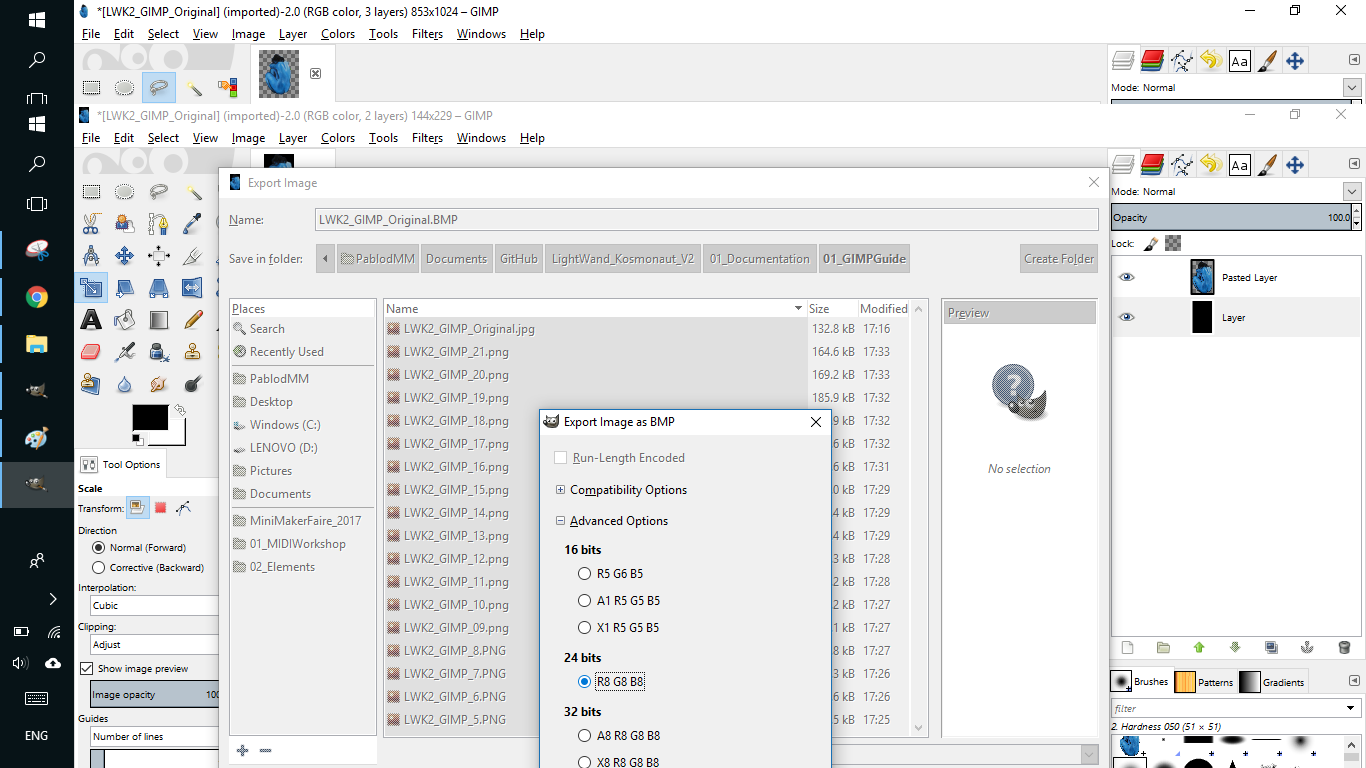 *[LWK2_GIMP_Original] (imported)-2.0 (RGB color, 3 layers) 853x1024 – GIMP
File Edit Select View Image Layer Colors Tools Filters Windows Help
Aa
Mode: Normal
*[LWK2_GIMP_Original] (imported)-2.0 (RGB color, 2 layers) 144x229 – GIMP
File Edit Select View Image Layer Colors Tools Filters Windows Help
Aa
Mode: Normal
Opacity 100.0
Lock:
Pasted Layer
Layer
Export Image
Name: LWK2_GIMP_Original.BMP
Save in folder: PablodMM Documents GitHub LightWand_Kosmonaut_V2 01_Documentation 01_GIMPGuide Create Folder
Places
Search
Recently Used
PablodMM
Desktop
Windows (C:)
LENOVO (D:)
Pictures
Documents
MiniMakerFaire_2017
01_MIDIWorkshop
02_Elements
Name Size Modified
LWK2_GIMP_Original.jpg 132.8 kB 17:16
LWK2_GIMP_21.png 164.6 kB 17:33
LWK2_GIMP_20.png 169.2 kB 17:33
LWK2_GIMP_19.png 185.9 kB 17:32
LWK2_GIMP_18.png 9 kB 17:32
LWK2_GIMP_17.png 6 kB 17:32
LWK2_GIMP_16.png 6 kB 17:31
LWK2_GIMP_15.png 0 kB 17:29
LWK2_GIMP_14.png 4 kB 17:29
LWK2_GIMP_13.png 4 kB 17:29
LWK2_GIMP_12.png 3 kB 17:28
LWK2_GIMP_11.png 2 kB 17:28
LWK2_GIMP_10.png 4 kB 17:27
LWK2_GIMP_09.png 1 kB 17:27
LWK2_GIMP_8.PNG 8 kB 17:27
LWK2_GIMP_7.PNG 3 kB 17:26
LWK2_GIMP_6.PNG 6 kB 17:26
LWK2_GIMP_5.PNG 5 kB 17:25
Preview
No selection
Export Image as BMP
Run-Length Encoded
Compatibility Options
Advanced Options
16 bits
R5 G6 B5
A1 R5 G5 B5
X1 R5 G5 B5
24 bits
R8 G8 B8
32 bits
A8 R8 G8 B8
X8 R8 G8 B8
Tool Options
Scale
Transform:
Direction
Normal (Forward)
Corrective (Backward)
Interpolation:
Cubic
Clipping:
Adjust
Show image preview
Image opacity 100
Guides
Number of lines
Brushes Patterns Gradients
filter
2. Hardness 050 (51 × 51)
ENG